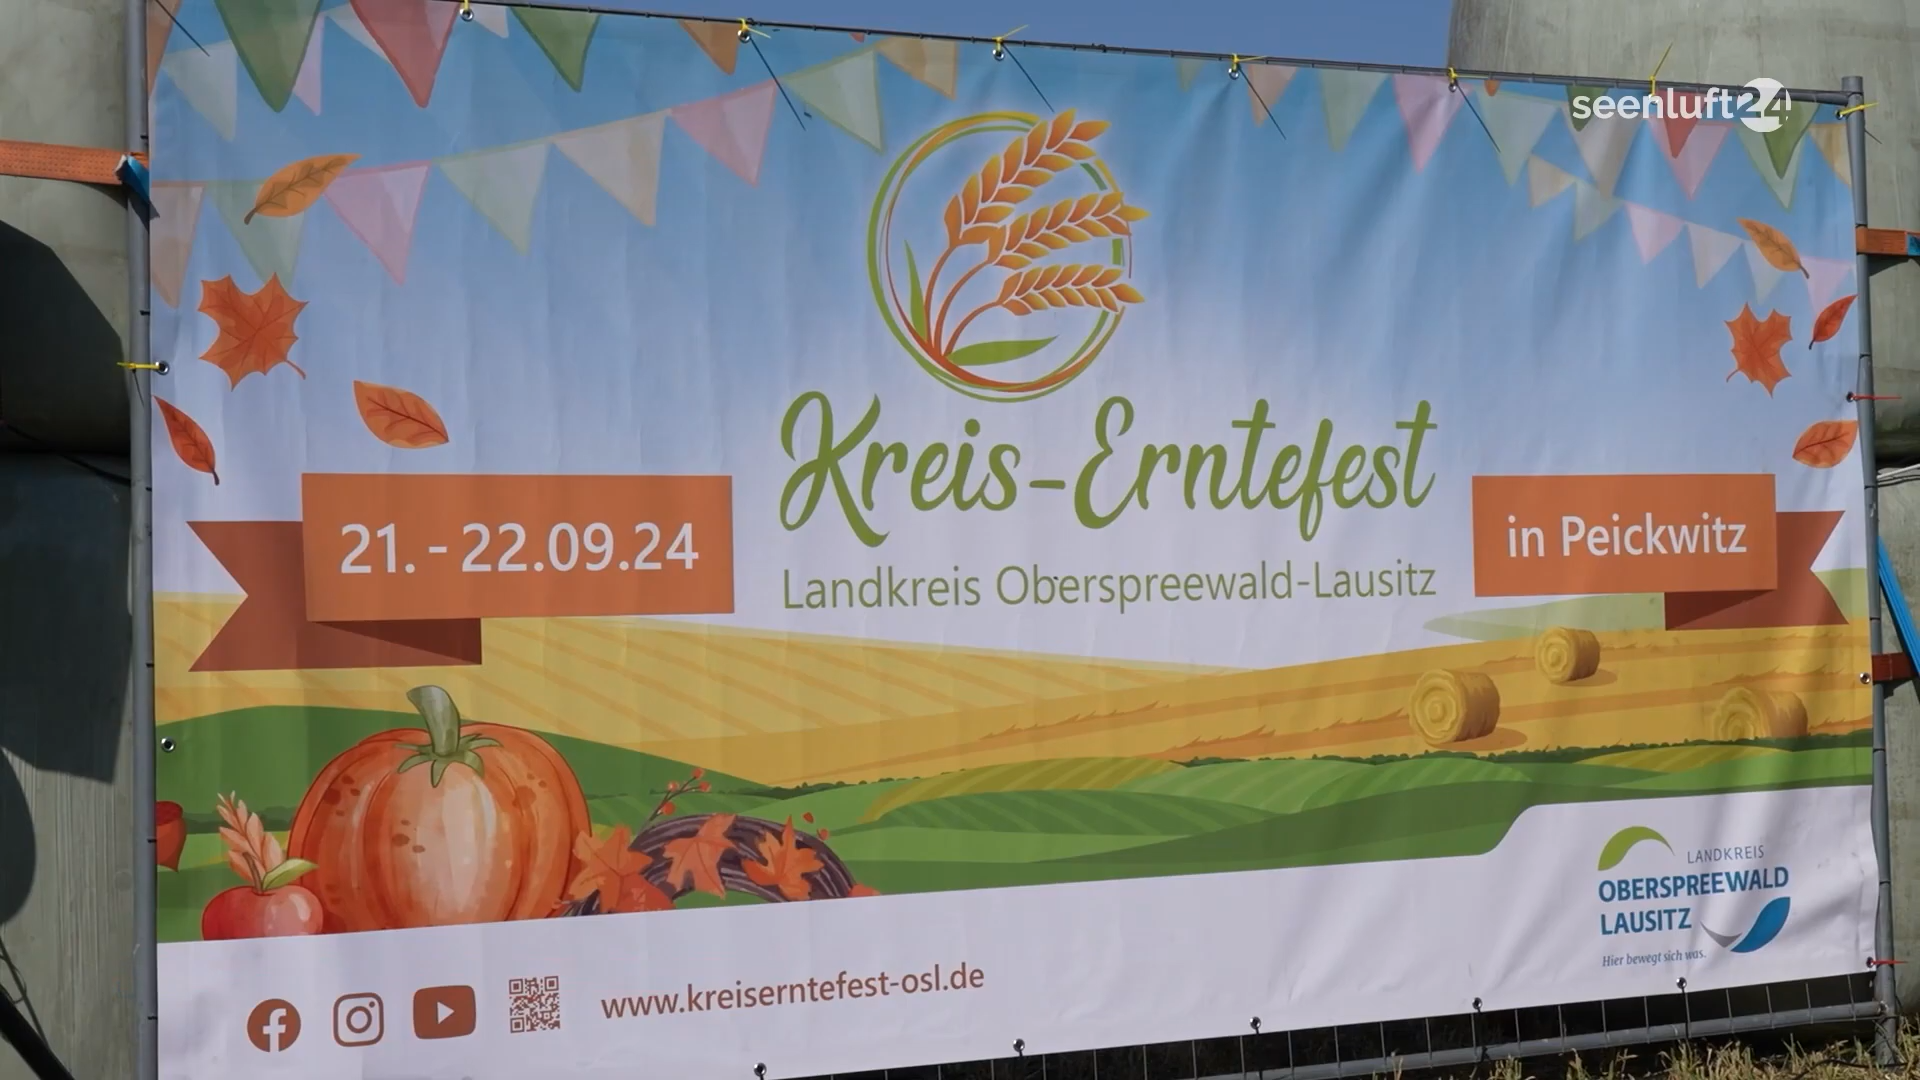 seenluft24
Kreis-Erntefest
21. - 22.09.24
Landkreis Oberspreewald-Lausitz
in Peickwitz
LANDKREIS
OBERSPREEWALD
LAUSITZ
Hier bewegt sich was.
www.kreiserntefest-osl.de